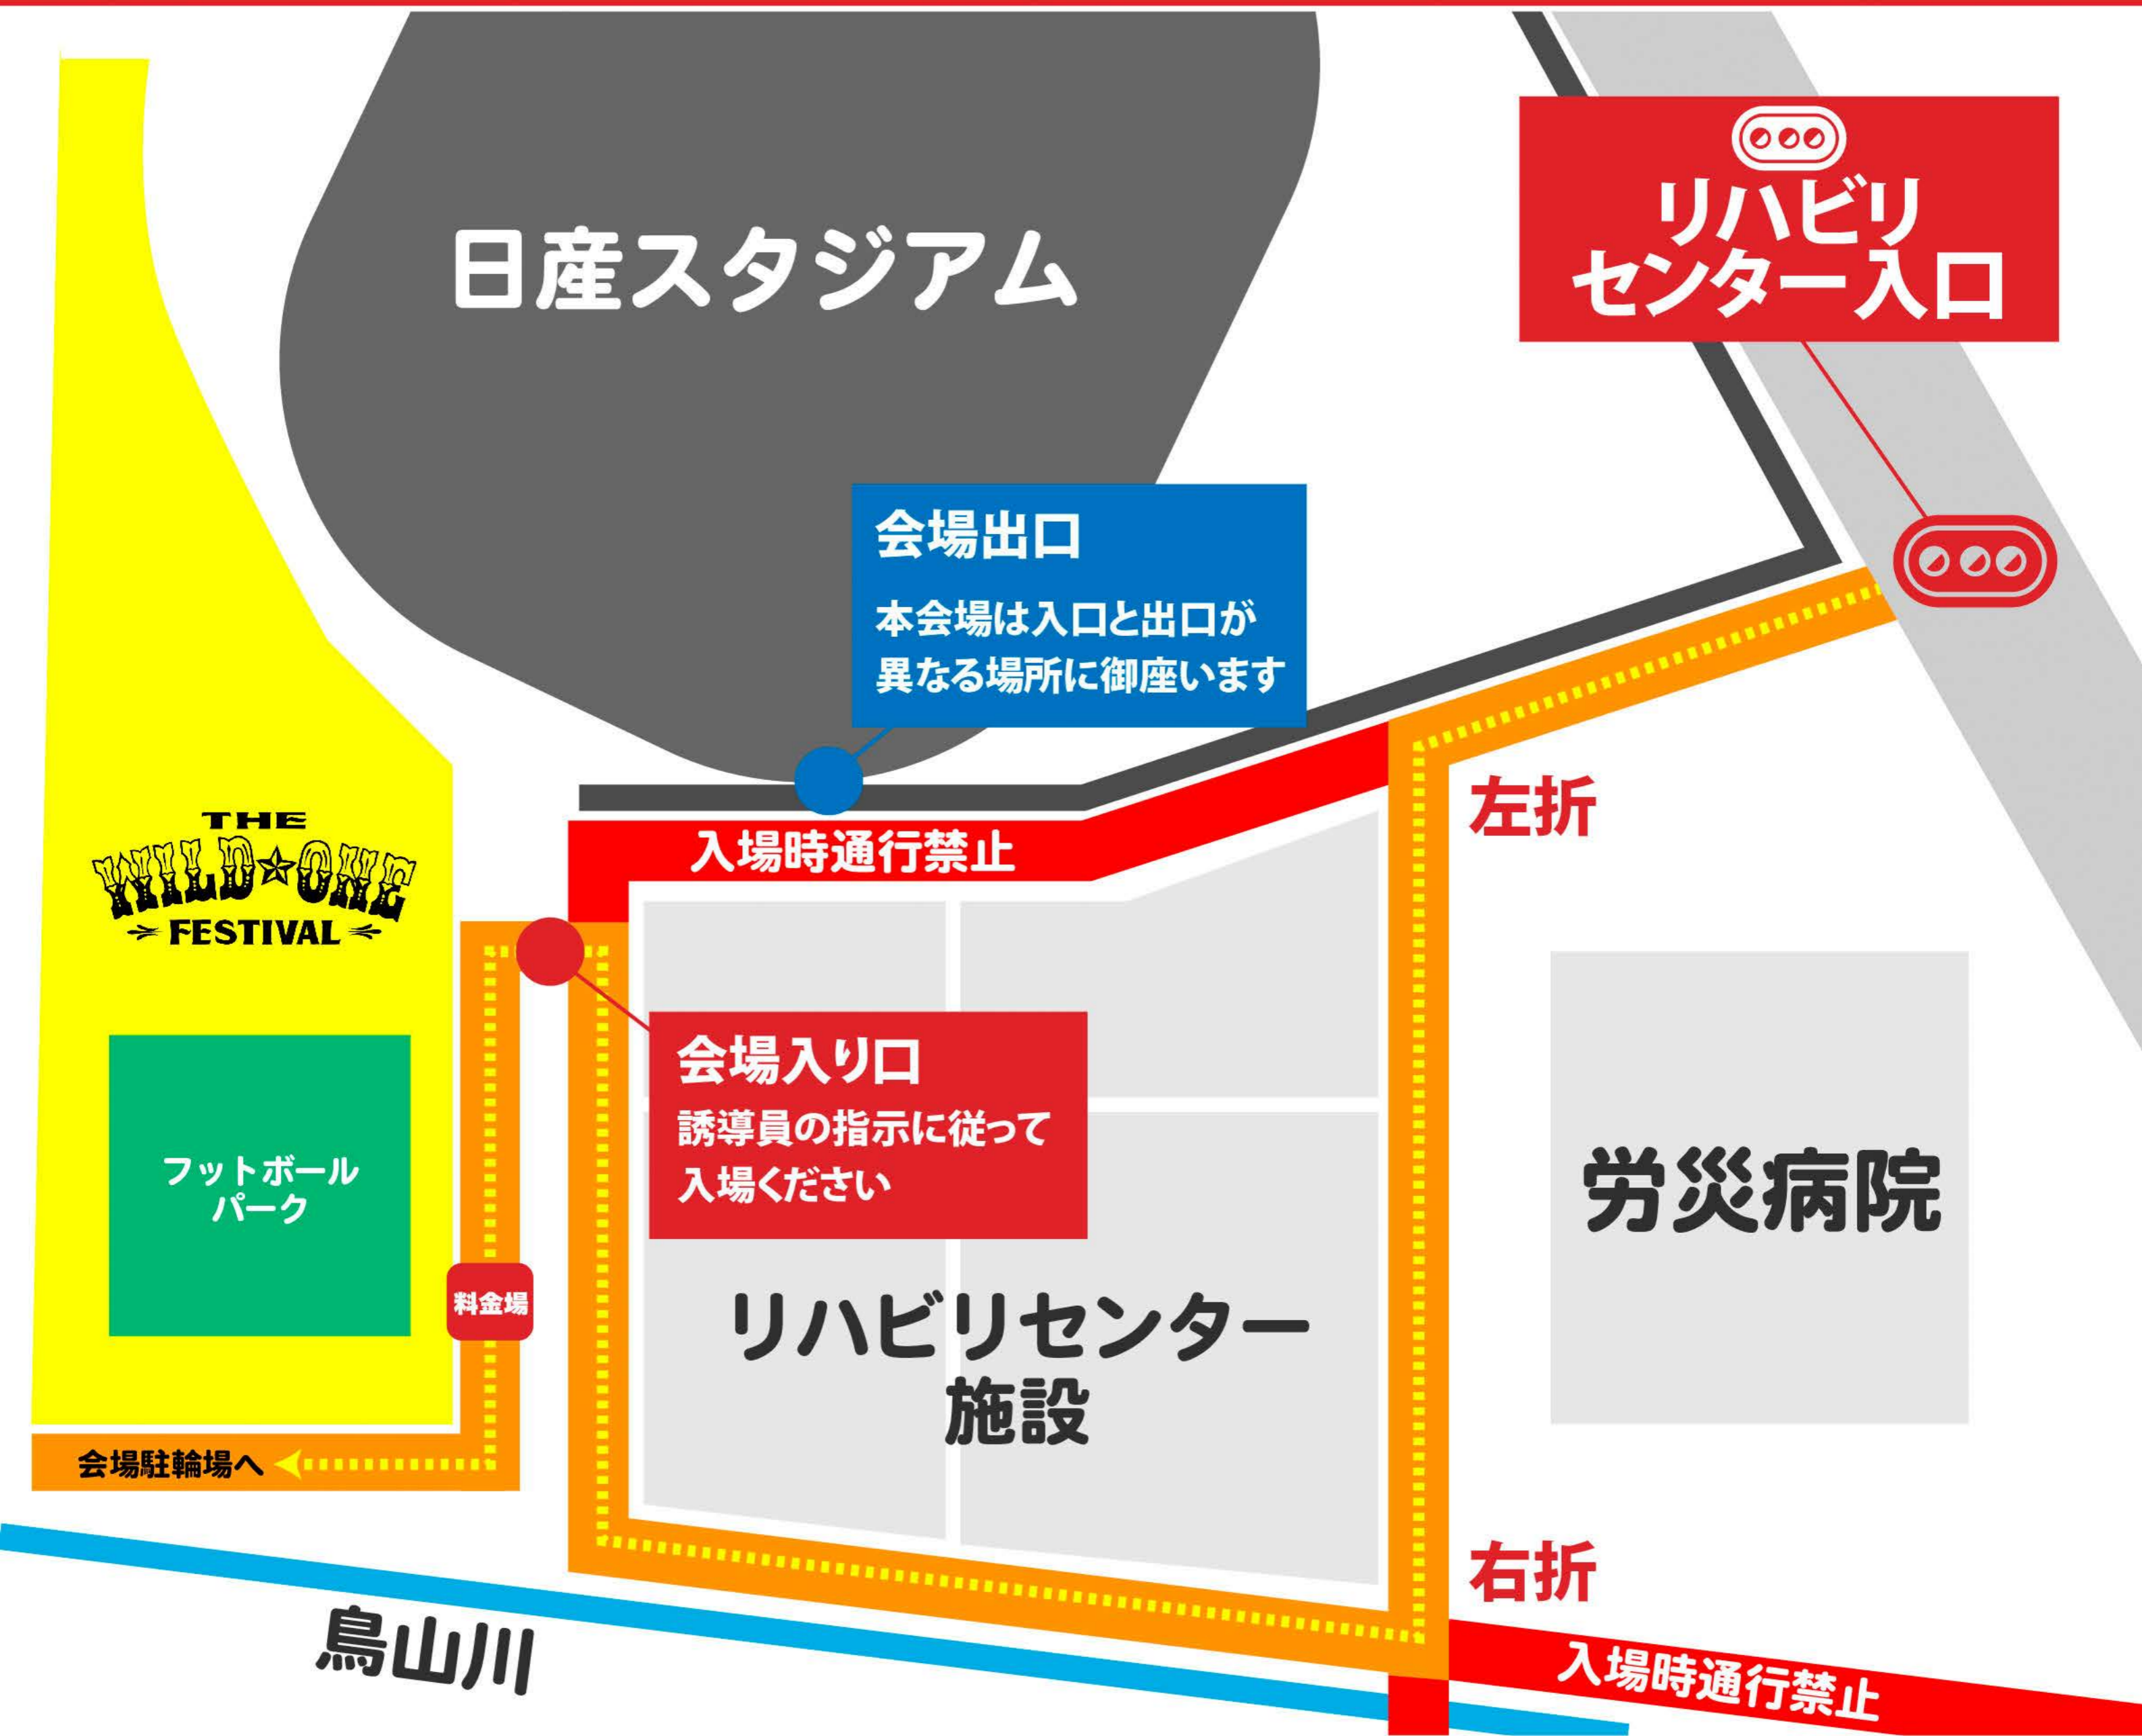 日産スタジアム
リハビリ
センター入口
会場出口
本会場は入口と出口が
異なる場所に御座います
左折
入場時通行禁止
THE
WILD ONE
FESTIVAL
会場入り口
誘導員の指示に従って
入場ください
フットボール
パーク
労災病院
料金場
リハビリセンター
施設
会場駐輪場へ
右折
鳥山川
入場時通行禁止